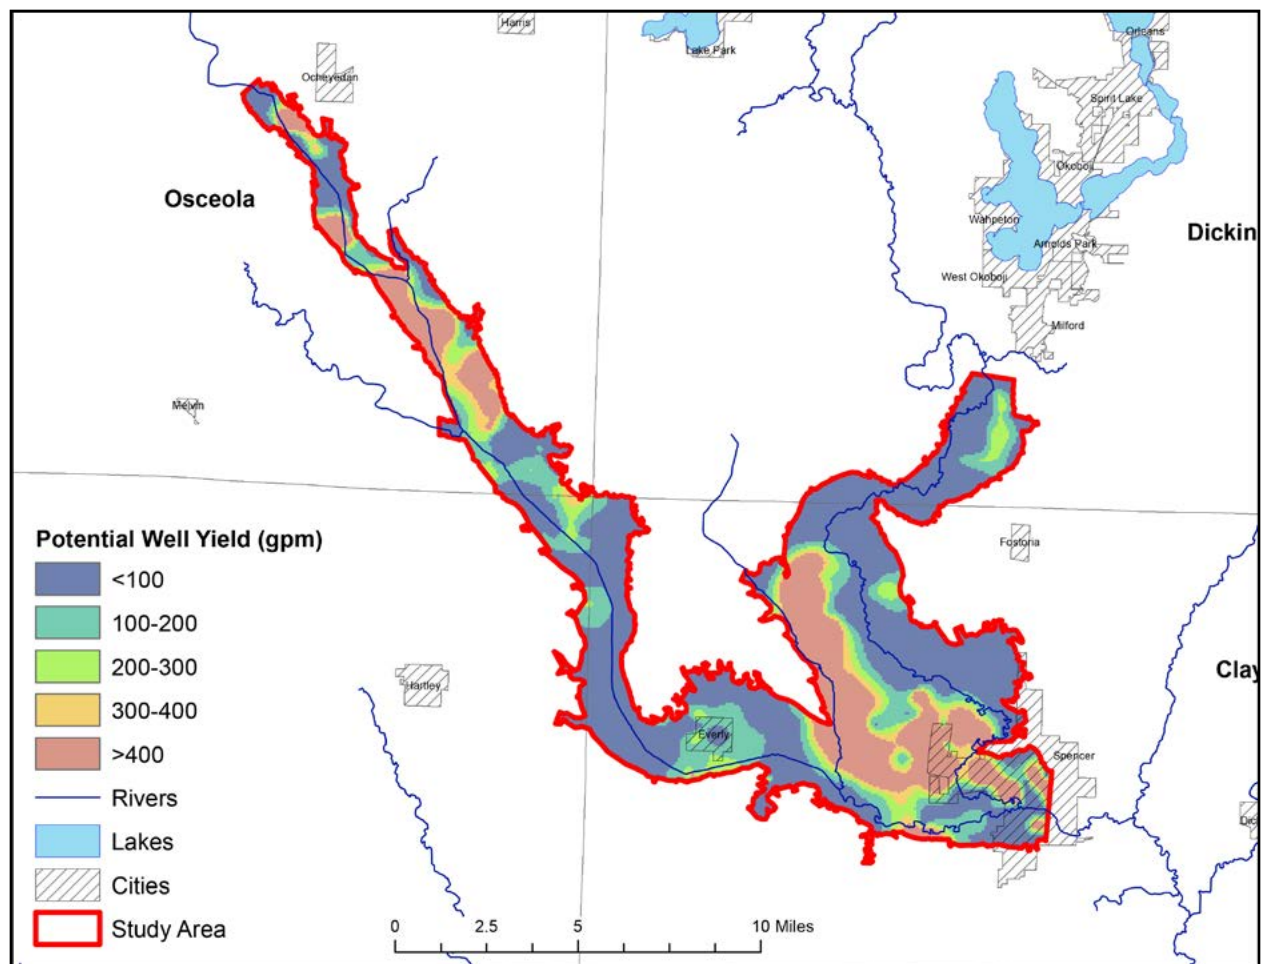 Harris
Lake Park
Orleans
Ocheyedan
Spirit Lake
Okoboji
Osceola
Wahpeton
Dickin
Arnolds Park
West Okoboji
Milford
Melvin
Fostoria
Potential Well Yield (gpm)
<100
100-200
200-300
300-400
>400
Rivers
Lakes
Cities
Study Area
Hartley
Clay
Everly
Spencer
Dic
0 2.5 5 10 Miles